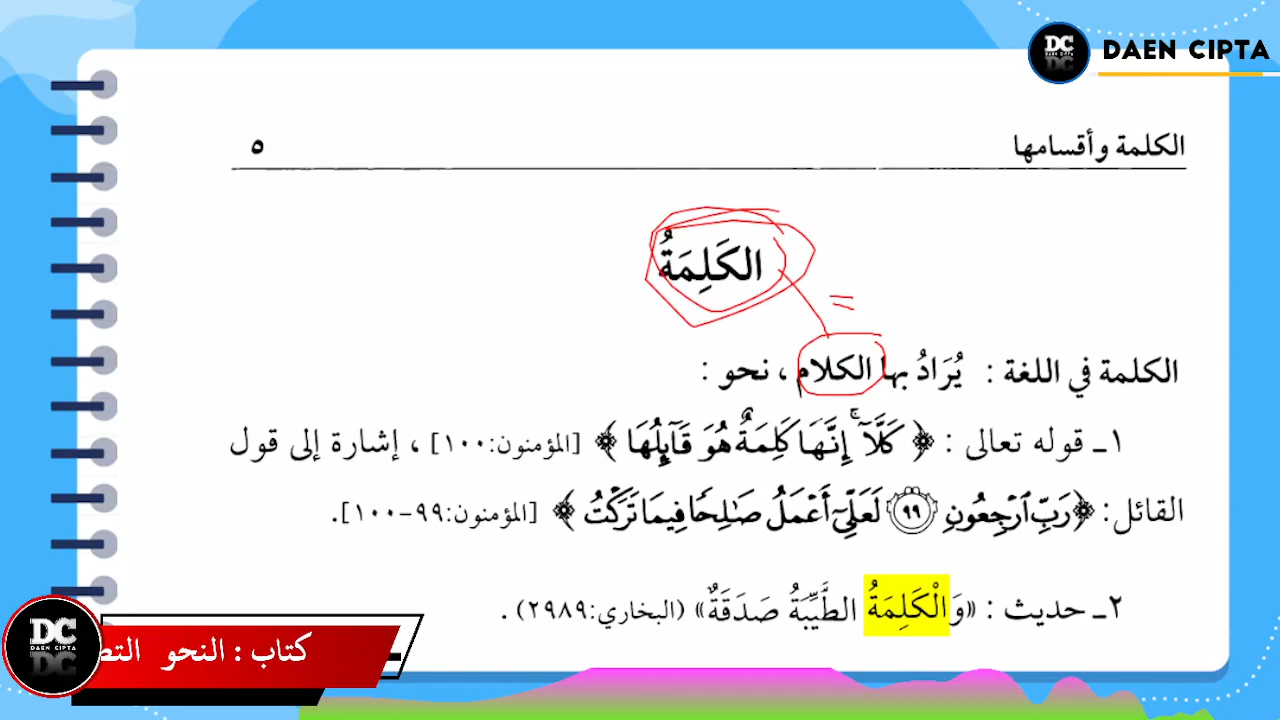 DAEN CIPTA
الكلمة وأقسامها ٥
الكَلِمَةُ
الكلمة في اللغة : يُرَادُ بها الكلام ، نحو :
١ـ قوله تعالى : ﴿ كَلَّآۚ إِنَّهَا كَلِمَةٌ هُوَ قَآئِلُهَا ﴾ [المؤمنون:١٠٠] ، إشارة إلى قول
القائل: ﴿رَبِّ ٱرۡجِعُونِ ٩٩ لَعَلِّيٓ أَعۡمَلُ صَٰلِحٗا فِيمَا تَرَكۡتُ ﴾ [المؤمنون:٩٩-١٠٠].
٢ـ حديث : «وَالْكَلِمَةُ الطَّيِّبَةُ صَدَقَةٌ» (البخاري:٢٩٨٩) .
DC
DAEN CIPTA
كتاب : النحو التط